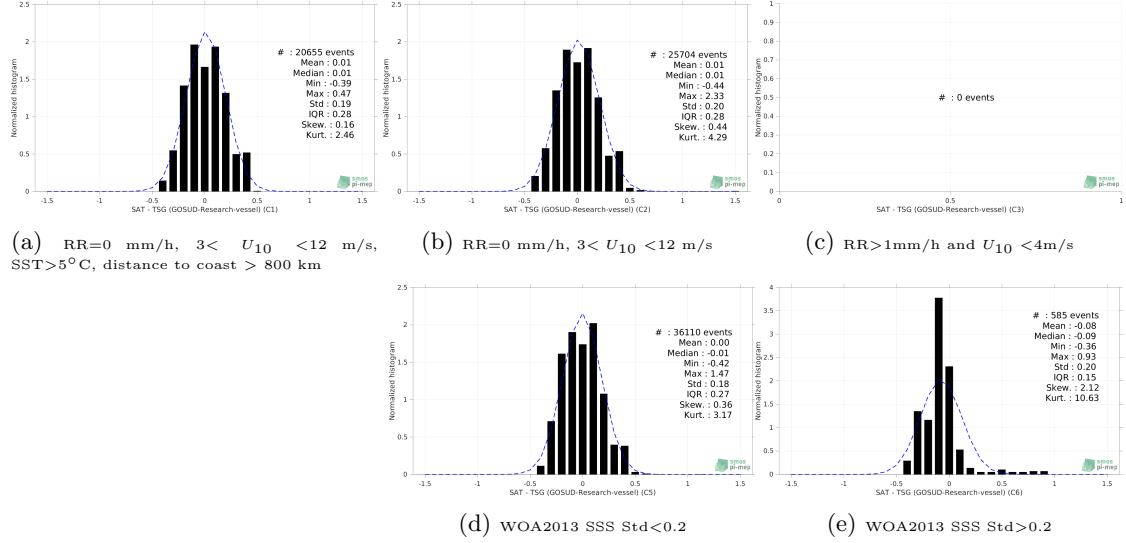 2.5
2
1.5
1
0.5
0
Normalized histogram
# : 20655 events
Mean : 0.01
Median : 0.01
Min : -0.39
Max : 0.47
Std : 0.19
IQR : 0.28
Skew. : 0.16
Kurt. : 2.46
smos
pi-mep
-1.5 -1 -0.5 0 0.5 1 1.5
SAT - TSG (GOSUD-Research-vessel) (C1)
(a) RR=0 mm/h, 3< U10 <12 m/s,
SST>5°C, distance to coast > 800 km
2.5
2
1.5
1
0.5
0
Normalized histogram
# : 25704 events
Mean : 0.01
Median : 0.01
Min : -0.44
Max : 2.33
Std : 0.20
IQR : 0.28
Skew. : 0.44
Kurt. : 4.29
smos
pi-mep
-1.5 -1 -0.5 0 0.5 1 1.5
SAT - TSG (GOSUD-Research-vessel) (C2)
(b) RR=0 mm/h, 3< U10 <12 m/s
1
0.9
0.8
0.7
0.6
0.5
0.4
0.3
0.2
0.1
0
Normalized histogram
# : 0 events
smos
pi-mep
0 0.5 1
SAT - TSG (GOSUD-Research-vessel) (C3)
(c) RR>1mm/h and U10 <4m/s
2.5
2
1.5
1
0.5
0
Normalized histogram
# : 36110 events
Mean : 0.00
Median : -0.01
Min : -0.42
Max : 1.47
Std : 0.18
IQR : 0.27
Skew. : 0.36
Kurt. : 3.17
smos
pi-mep
-1.5 -1 -0.5 0 0.5 1 1.5
SAT - TSG (GOSUD-Research-vessel) (C5)
(d) WOA2013 SSS Std<0.2
4
3.5
3
2.5
2
1.5
1
0.5
0
Normalized histogram
# : 585 events
Mean : -0.08
Median : -0.09
Min : -0.36
Max : 0.93
Std : 0.20
IQR : 0.15
Skew. : 2.12
Kurt. : 10.63
smos
pi-mep
-1.5 -1 -0.5 0 0.5 1 1.5
SAT - TSG (GOSUD-Research-vessel) (C6)
(e) WOA2013 SSS Std>0.2